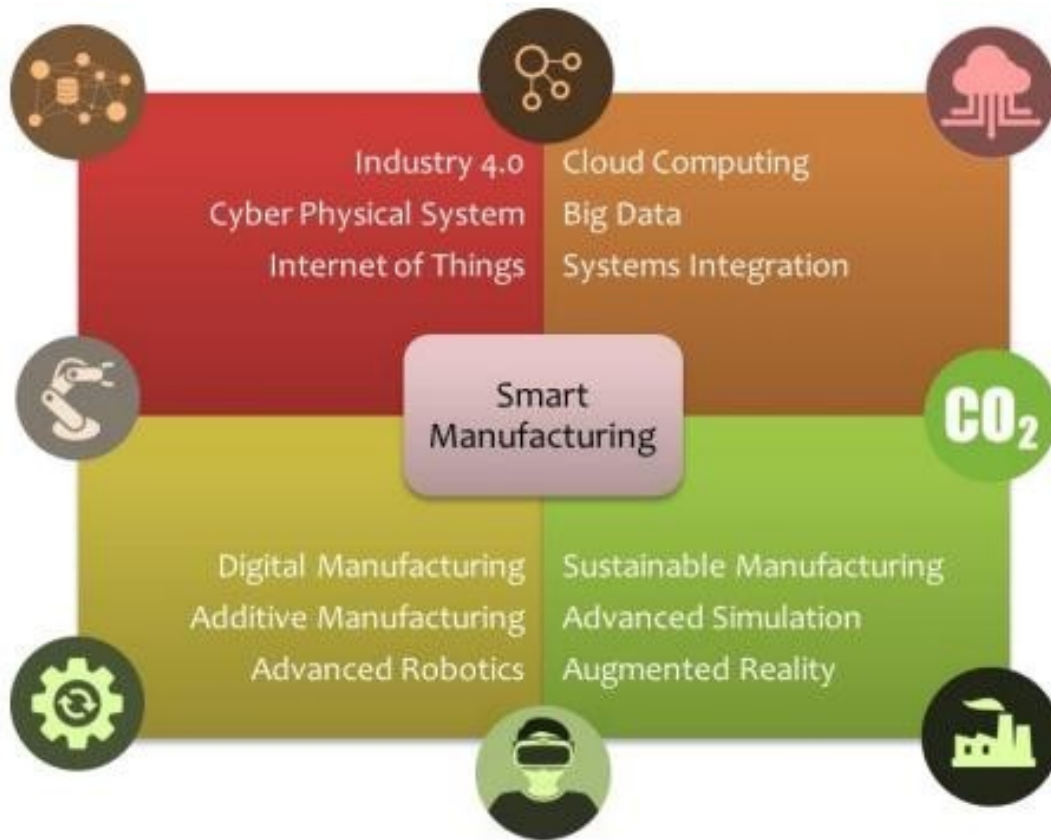 Industry 4.0
Cyber Physical System
Internet of Things
Cloud Computing
Big Data
Systems Integration
Smart
Manufacturing
CO₂
Digital Manufacturing
Additive Manufacturing
Advanced Robotics
Sustainable Manufacturing
Advanced Simulation
Augmented Reality